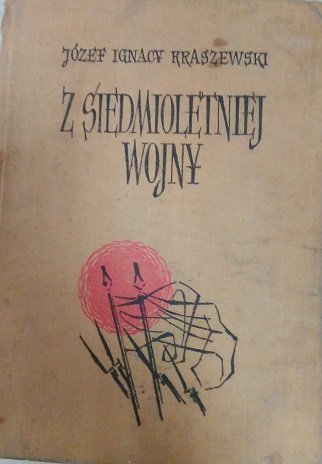 JÓZEF IGNACY KRASZEWSKI
Z SIEDMIOLETNIEJ
WOJNY